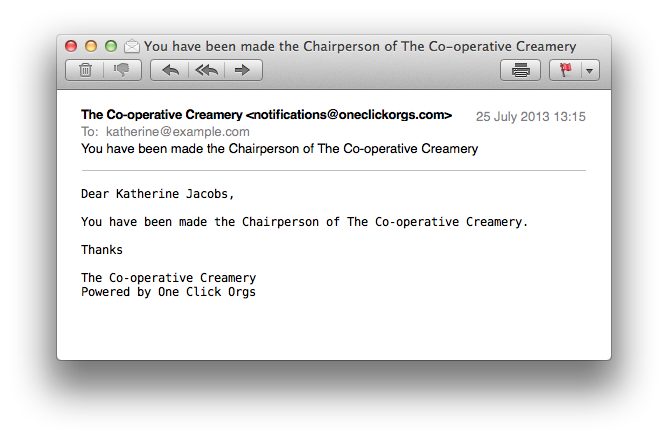 You have been made the Chairperson of The Co-operative Creamery
The Co-operative Creamery <notifications@oneclickorgs.com> 25 July 2013 13:15
To: katherine@example.com
You have been made the Chairperson of The Co-operative Creamery
Dear Katherine Jacobs,
You have been made the Chairperson of The Co-operative Creamery.
Thanks
The Co-operative Creamery
Powered by One Click Orgs